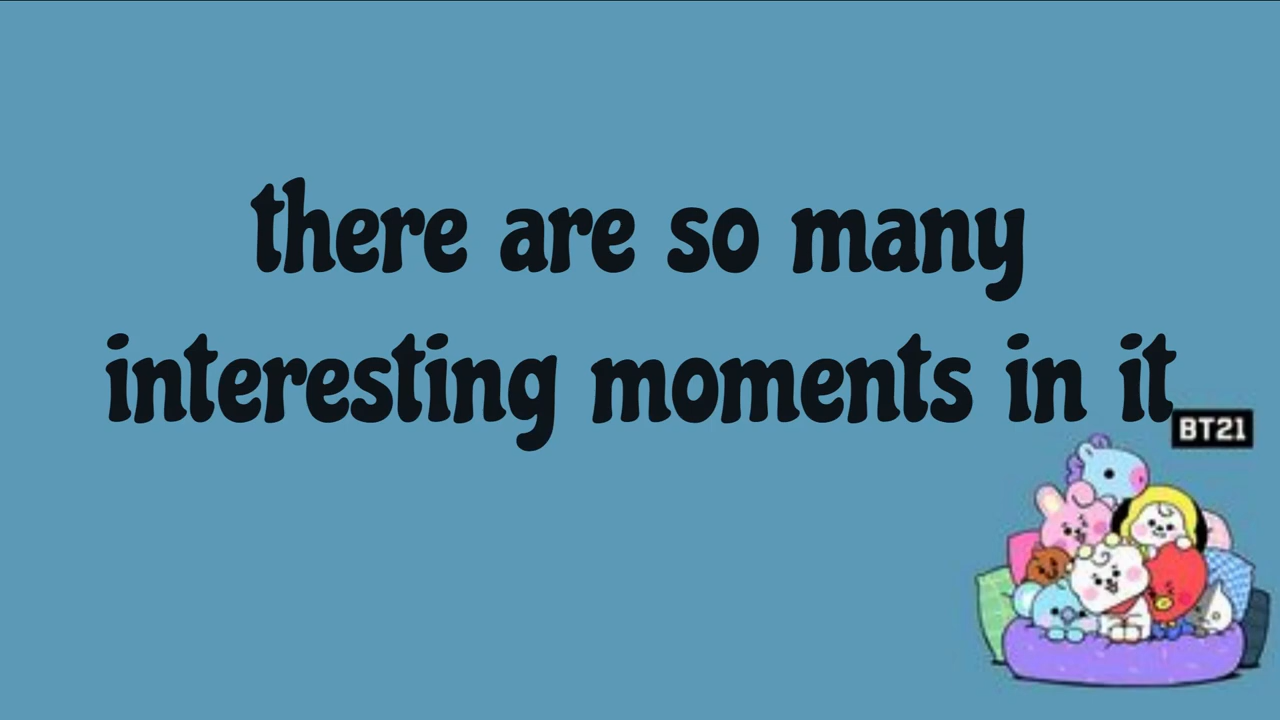 there are so many
interesting moments in it
BT21